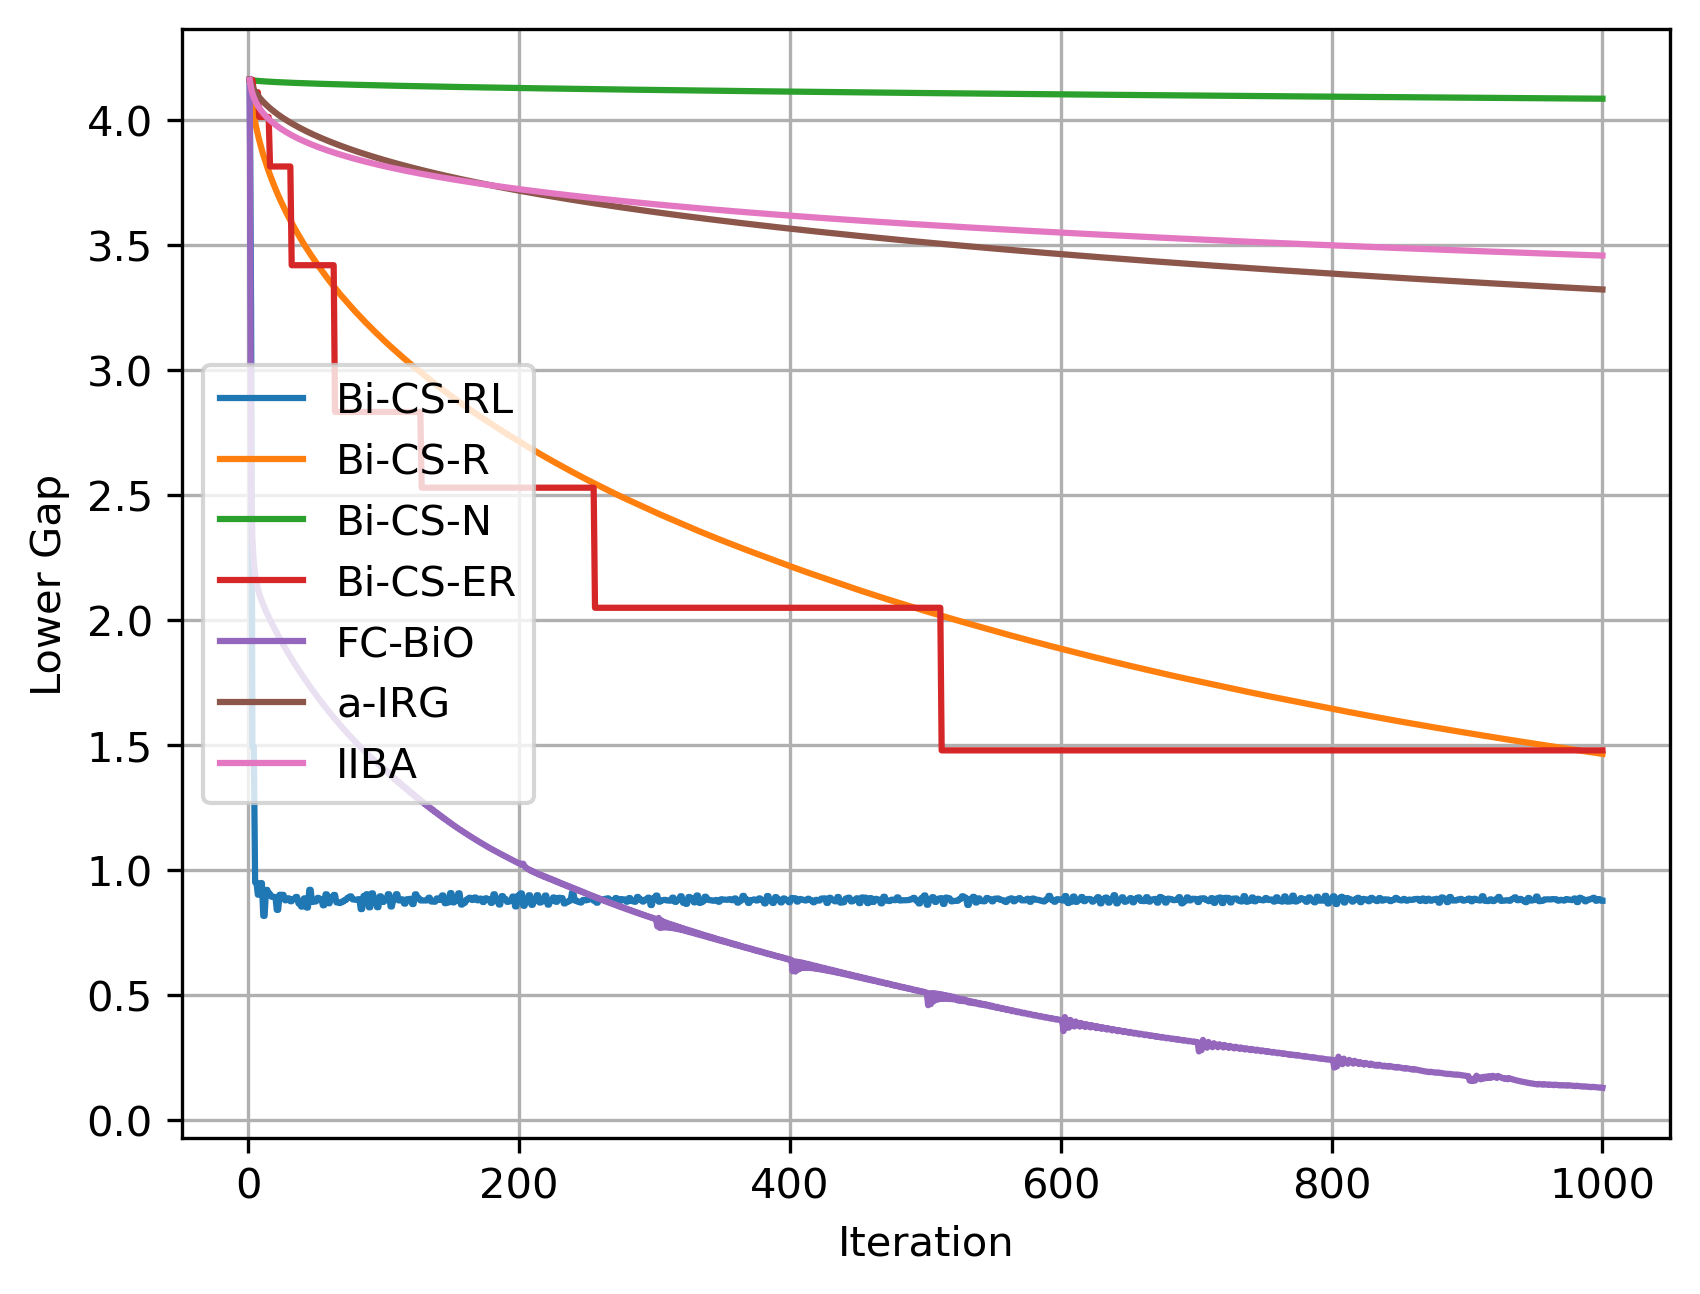 4.0
3.5
3.0
2.5
2.0
1.5
1.0
0.5
0.0
Lower Gap
Bi-CS-RL
Bi-CS-R
Bi-CS-N
Bi-CS-ER
FC-BiO
a-IRG
IIBA
0 200 400 600 800 1000
Iteration